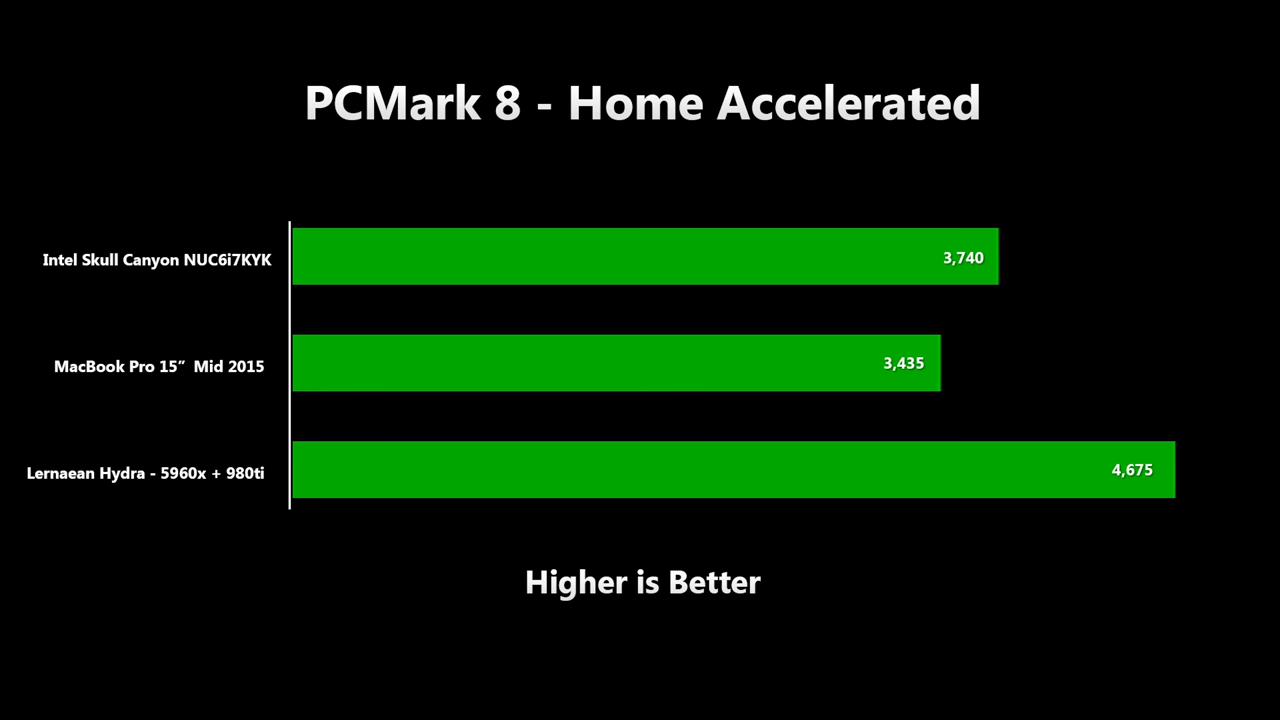 PCMark 8 - Home Accelerated
Intel Skull Canyon NUC6i7KYK
3,740
MacBook Pro 15” Mid 2015
3,435
Lernaean Hydra - 5960x + 980ti
4,675
Higher is Better